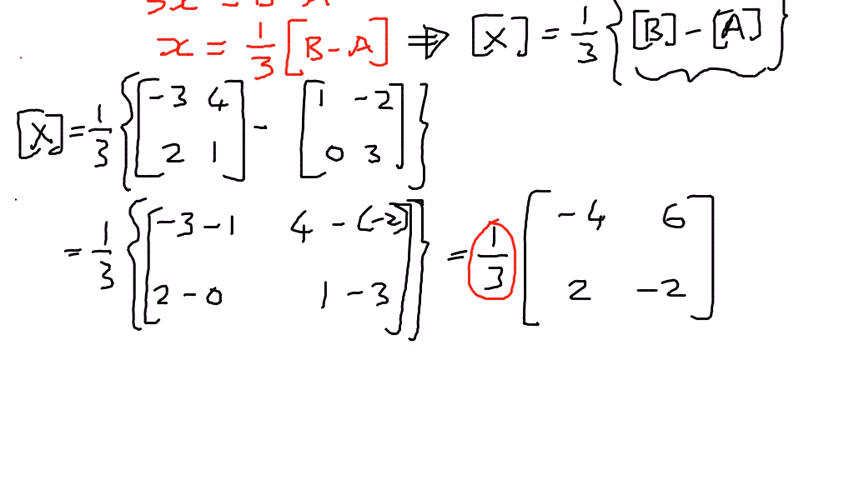 3x = B - A
x = 1/3 [B - A] ⇒ [X] = 1/3 { [B] - [A] }
[X] = 1/3 { [-3 4; 2 1] - [1 -2; 0 3] }
= 1/3 { [-3-1 4-(-2); 2-0 1-3] } = 1/3 [-4 6; 2 -2]